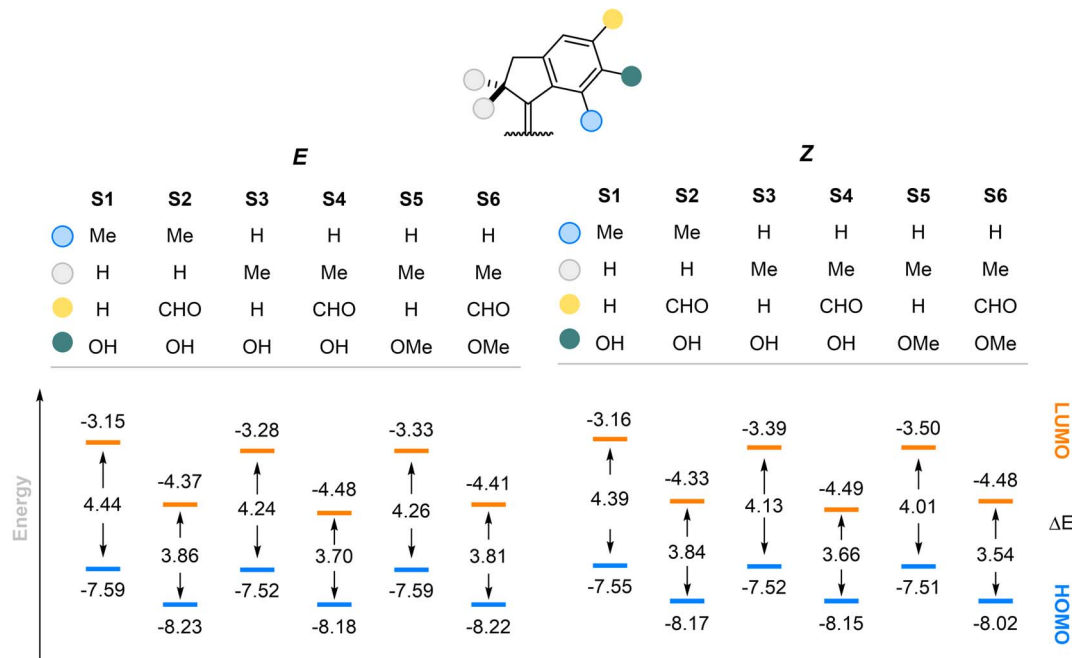 E Z
S1 S2 S3 S4 S5 S6 S1 S2 S3 S4 S5 S6
Me Me H H H H Me Me H H H H
H H Me Me Me Me H H Me Me Me Me
H CHO H CHO H CHO H CHO H CHO H CHO
OH OH OH OH OMe OMe OH OH OH OH OMe OMe
-3.15 -3.28 -3.33 -3.16 -3.39 -3.50
LUMO
-4.37 -4.48 -4.41 -4.33 -4.49 -4.48
Energy
4.44 4.24 4.26 4.39 4.13 4.01
ΔE
3.86 3.70 3.81 3.84 3.66 3.54
-7.59 -7.52 -7.59 -7.55 -7.52 -7.51
HOMO
-8.23 -8.18 -8.22 -8.17 -8.15 -8.02